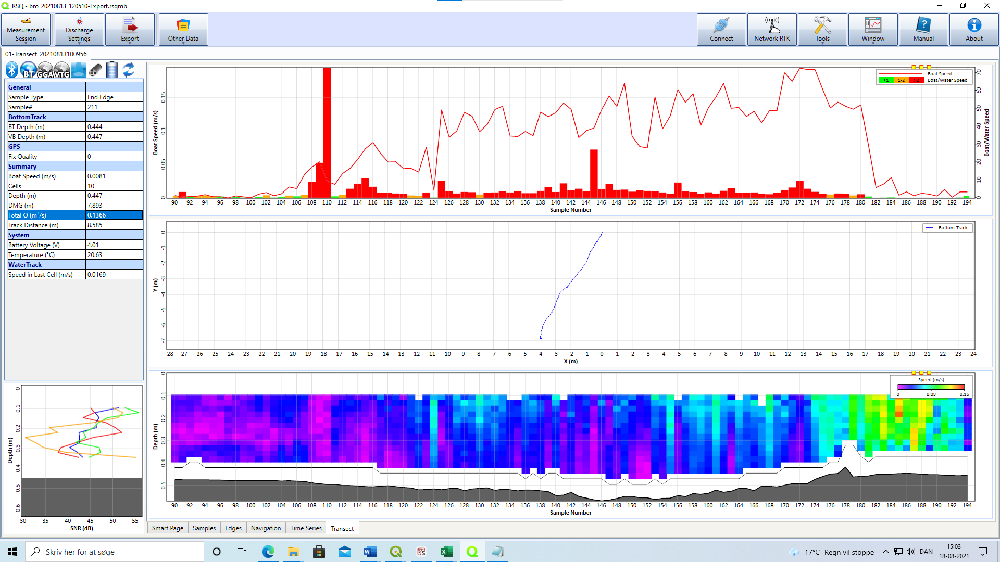 RSQ - bro_20210813_120510-Export.rsqmb
Measurement Session
Discharge Settings
Export
Other Data
Connect
Network RTK
Tools
Window
Manual
About
01-Transect_20210813100956
BT
GGA
VTG
General
Sample Type End Edge
Sample# 211
BottomTrack
BT Depth (m) 0.444
VB Depth (m) 0.447
GPS
Fix Quality 0
Summary
Boat Speed (m/s) 0.0081
Cells 10
Depth (m) 0.447
DMG (m) 7.893
Total Q (m³/s) 0.1366
Track Distance (m) 8.585
System
Battery Voltage (V) 4.01
Temperature (°C) 20.63
WaterTrack
Speed in Last Cell (m/s) 0.0169
0
0.1
0.2
0.3
0.4
0.5
0.6
Depth (m)
30 35 40 45 50 55
SNR (dB)
Boat Speed (m/s)
0 0.05 0.1 0.15
Boat/Water Speed
0 10 20 30 40 50 60 70
Boat Speed
<1 1-2 >2 Boat/Water Speed
90 92 94 96 98 100 102 104 106 108 110 112 114 116 118 120 122 124 126 128 130 132 134 136 138 140 142 144 146 148 150 152 154 156 158 160 162 164 166 168 170 172 174 176 178 180 182 184 186 188 190 192 194
Sample Number
Bottom-Track
Y (m)
0 -1 -2 -3 -4 -5 -6 -7
-28 -27 -26 -25 -24 -23 -22 -21 -20 -19 -18 -17 -16 -15 -14 -13 -12 -11 -10 -9 -8 -7 -6 -5 -4 -3 -2 -1 0 1 2 3 4 5 6 7 8 9 10 11 12 13 14 15 16 17 18 19 20 21 22 23 24
X (m)
Speed (m/s)
0 0.08 0.16
Depth (m)
0 0.1 0.2 0.3 0.4 0.5
90 92 94 96 98 100 102 104 106 108 110 112 114 116 118 120 122 124 126 128 130 132 134 136 138 140 142 144 146 148 150 152 154 156 158 160 162 164 166 168 170 172 174 176 178 180 182 184 186 188 190 192 194
Sample Number
Smart Page Samples Edges Navigation Time Series Transect
Skriv her for at søge
17°C Regn vil stoppe
DAN
15:03
18-08-2021